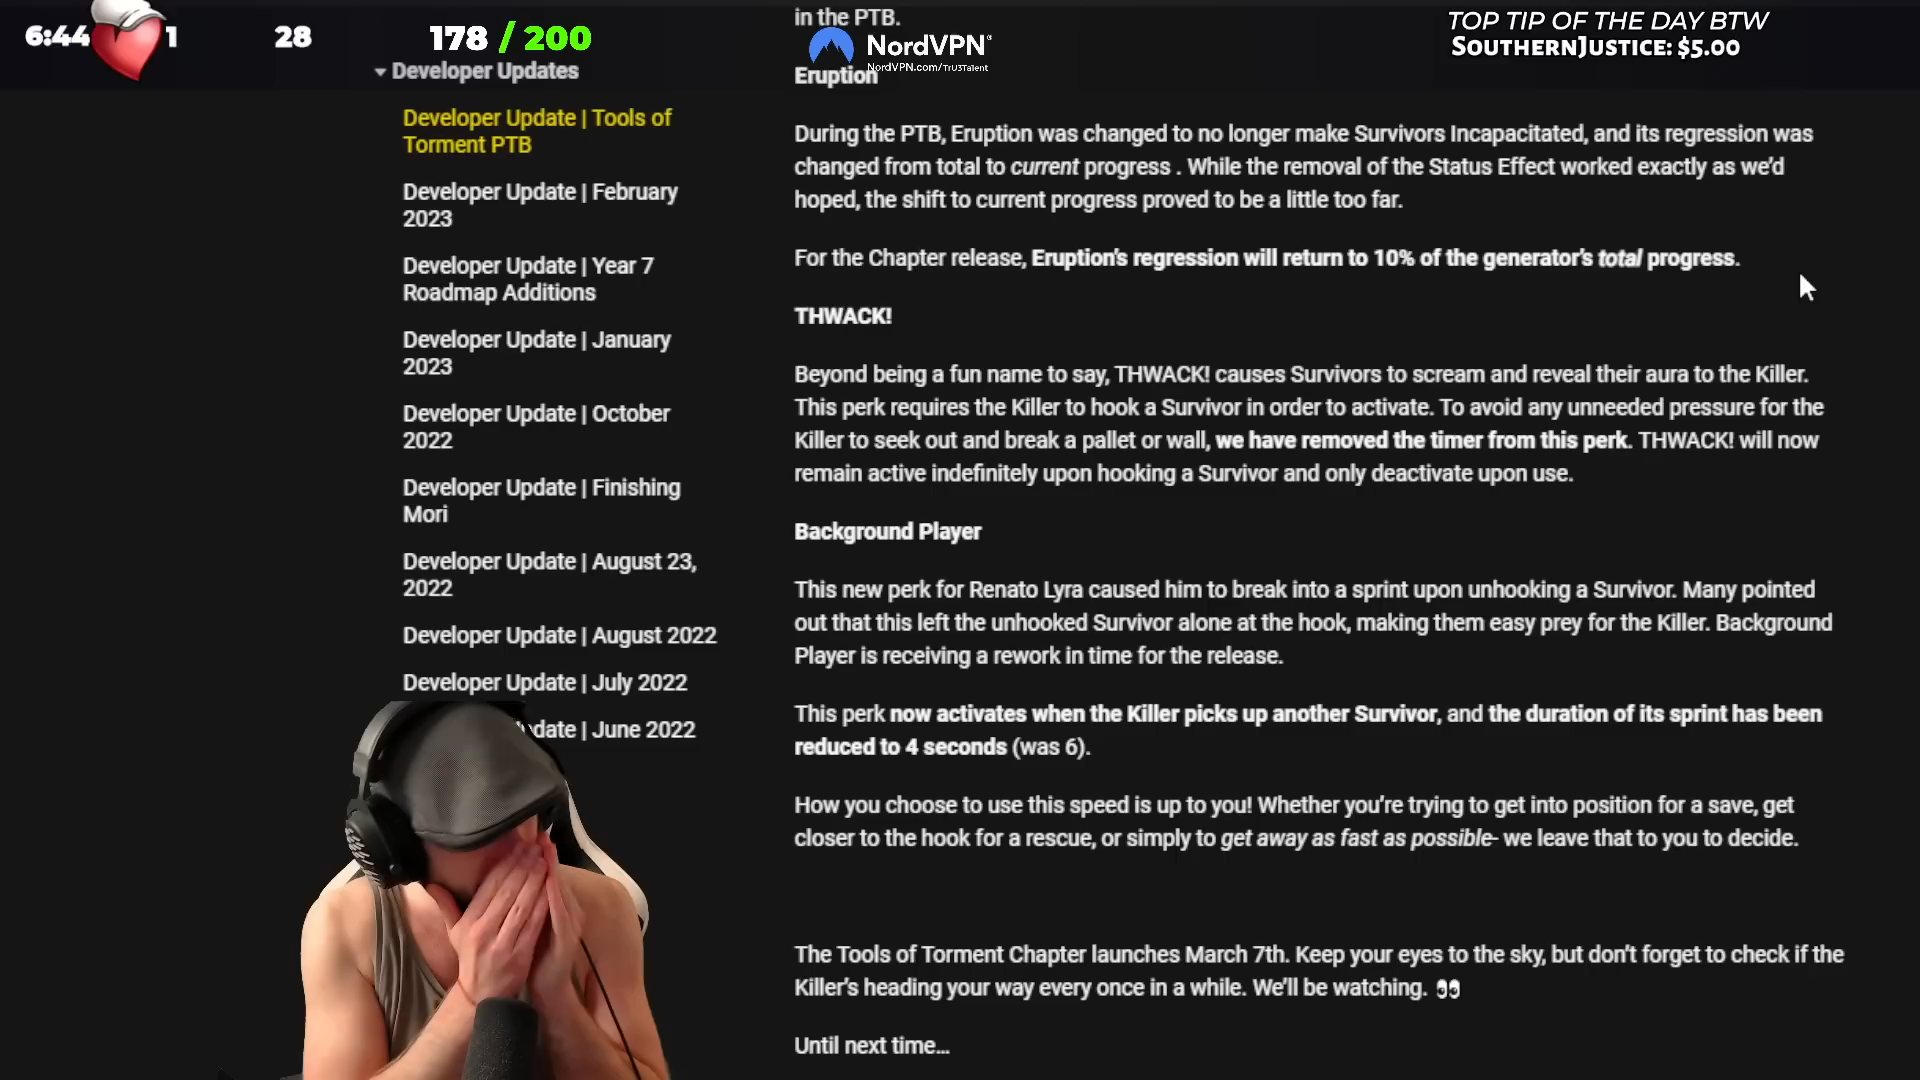 6:44
1
28
178 / 200
NordVPN®
NordVPN.com/Tru3Talent
TOP TIP OF THE DAY BTW
SouthernJustice: $5.00
Developer Updates
Developer Update | Tools of
Torment PTB
Developer Update | February
2023
Developer Update | Year 7
Roadmap Additions
Developer Update | January
2023
Developer Update | October
2022
Developer Update | Finishing
Mori
Developer Update | August 23,
2022
Developer Update | August 2022
Developer Update | July 2022
date | June 2022
in the PTB.
Eruption
During the PTB, Eruption was changed to no longer make Survivors Incapacitated, and its regression was
changed from total to current progress . While the removal of the Status Effect worked exactly as we'd
hoped, the shift to current progress proved to be a little too far.
For the Chapter release, Eruption's regression will return to 10% of the generator's total progress.
THWACK!
Beyond being a fun name to say, THWACK! causes Survivors to scream and reveal their aura to the Killer.
This perk requires the Killer to hook a Survivor in order to activate. To avoid any unneeded pressure for the
Killer to seek out and break a pallet or wall, we have removed the timer from this perk. THWACK! will now
remain active indefinitely upon hooking a Survivor and only deactivate upon use.
Background Player
This new perk for Renato Lyra caused him to break into a sprint upon unhooking a Survivor. Many pointed
out that this left the unhooked Survivor alone at the hook, making them easy prey for the Killer. Background
Player is receiving a rework in time for the release.
This perk now activates when the Killer picks up another Survivor, and the duration of its sprint has been
reduced to 4 seconds (was 6).
How you choose to use this speed is up to you! Whether you're trying to get into position for a save, get
closer to the hook for a rescue, or simply to get away as fast as possible- we leave that to you to decide.
The Tools of Torment Chapter launches March 7th. Keep your eyes to the sky, but don't forget to check if the
Killer's heading your way every once in a while. We'll be watching. 👀
Until next time…